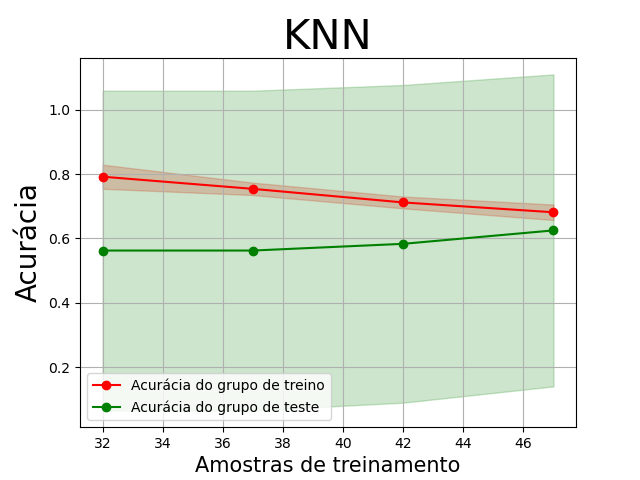 KNN
Acurácia
1.0
0.8
0.6
0.4
0.2
Acurácia do grupo de treino
Acurácia do grupo de teste
32 34 36 38 40 42 44 46
Amostras de treinamento